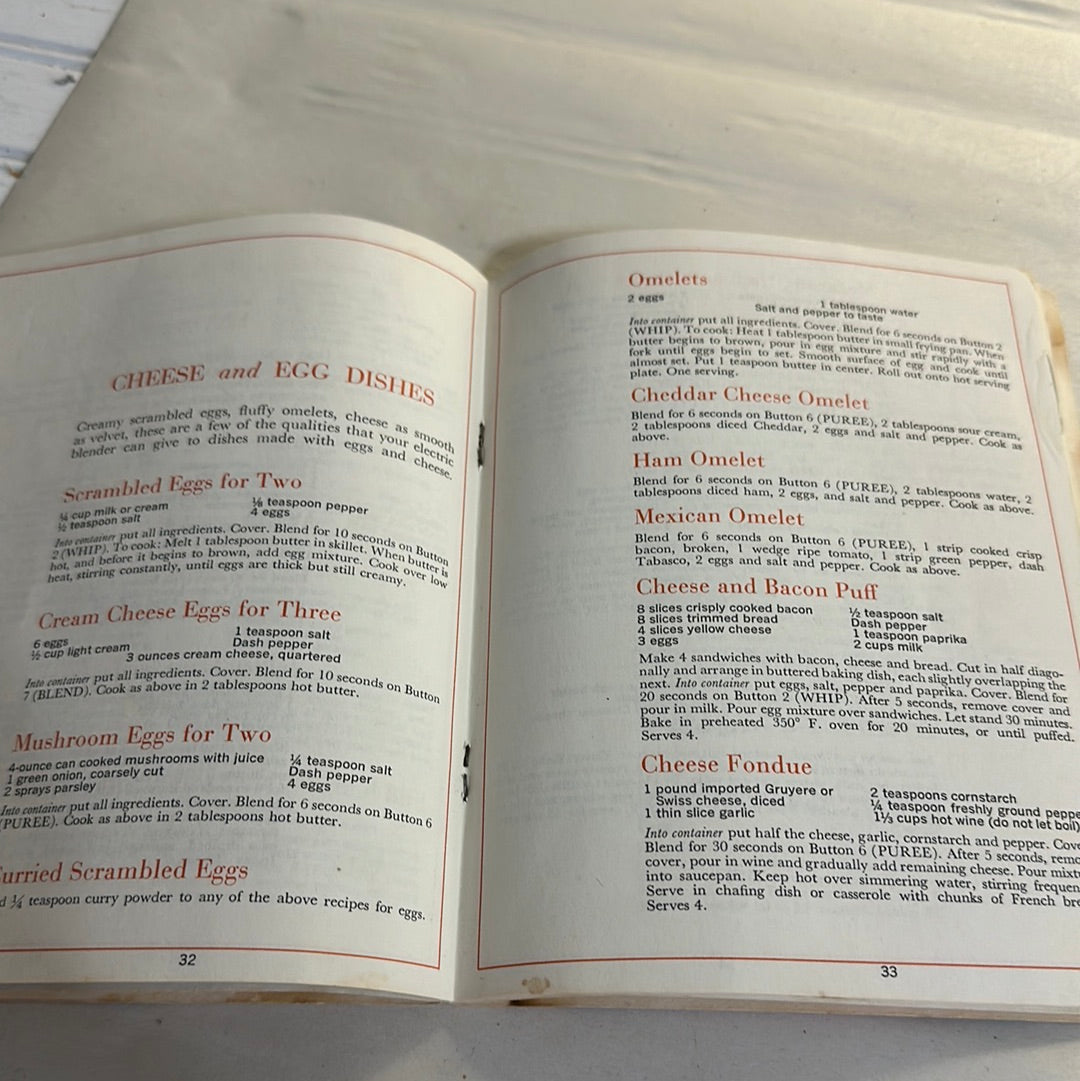 CHEESE and EGG DISHES
Creamy scrambled eggs, fluffy omelets, cheese as smooth
as velvet, these are a few of the qualities that your electric
blender can give to dishes made with eggs and cheese.
Scrambled Eggs for Two
¼ cup milk or cream
½ teaspoon salt
⅛ teaspoon pepper
4 eggs
Into container put all ingredients. Cover. Blend for 10 seconds on Button
2 (WHIP). To cook: Melt 1 tablespoon butter in skillet. When butter is
hot, and before it begins to brown, add egg mixture. Cook over low
heat, stirring constantly, until eggs are thick but still creamy.
Cream Cheese Eggs for Three
6 eggs
½ cup light cream
1 teaspoon salt
Dash pepper
3 ounces cream cheese, quartered
Into container put all ingredients. Cover. Blend for 10 seconds on Button
7 (BLEND). Cook as above in 2 tablespoons hot butter.
Mushroom Eggs for Two
4-ounce can cooked mushrooms with juice
1 green onion, coarsely cut
2 sprays parsley
¼ teaspoon salt
Dash pepper
4 eggs
Into container put all ingredients. Cover. Blend for 6 seconds on Button 6
(PUREE). Cook as above in 2 tablespoons hot butter.
urried Scrambled Eggs
d ¼ teaspoon curry powder to any of the above recipes for eggs.
32
Omelets
2 eggs
1 tablespoon water
Salt and pepper to taste
Into container put all ingredients. Cover. Blend for 6 seconds on Button 2
(WHIP). To cook: Heat 1 tablespoon butter in small frying pan. When
butter begins to brown, pour in egg mixture and stir rapidly with a
fork until eggs begin to set. Smooth surface of egg and cook until
almost set. Put 1 teaspoon butter in center. Roll out onto hot serving
plate. One serving.
Cheddar Cheese Omelet
Blend for 6 seconds on Button 6 (PUREE), 2 tablespoons sour cream,
2 tablespoons diced Cheddar, 2 eggs and salt and pepper. Cook as
above.
Ham Omelet
Blend for 6 seconds on Button 6 (PUREE), 2 tablespoons water, 2
tablespoons diced ham, 2 eggs, and salt and pepper. Cook as above.
Mexican Omelet
Blend for 6 seconds on Button 6 (PUREE), 1 strip cooked crisp
bacon, broken, 1 wedge ripe tomato, 1 strip green pepper, dash
Tabasco, 2 eggs and salt and pepper. Cook as above.
Cheese and Bacon Puff
8 slices crisply cooked bacon
8 slices trimmed bread
4 slices yellow cheese
3 eggs
½ teaspoon salt
Dash pepper
1 teaspoon paprika
2 cups milk
Make 4 sandwiches with bacon, cheese and bread. Cut in half diago-
nally and arrange in buttered baking dish, each slightly overlapping the
next. Into container put eggs, salt, pepper and paprika. Cover. Blend for
20 seconds on Button 2 (WHIP). After 5 seconds, remove cover and
pour in milk. Pour egg mixture over sandwiches. Let stand 30 minutes.
Bake in preheated 350° F. oven for 20 minutes, or until puffed.
Serves 4.
Cheese Fondue
1 pound imported Gruyere or
Swiss cheese, diced
1 thin slice garlic
2 teaspoons cornstarch
¼ teaspoon freshly ground peppe
1⅓ cups hot wine (do not let boil)
Into container put half the cheese, garlic, cornstarch and pepper. Cove
Blend for 30 seconds on Button 6 (PUREE). After 5 seconds, remo
cover, pour in wine and gradually add remaining cheese. Pour mixtu
into saucepan. Keep hot over simmering water, stirring frequen
Serve in chafing dish or casserole with chunks of French bre
Serves 4.
33